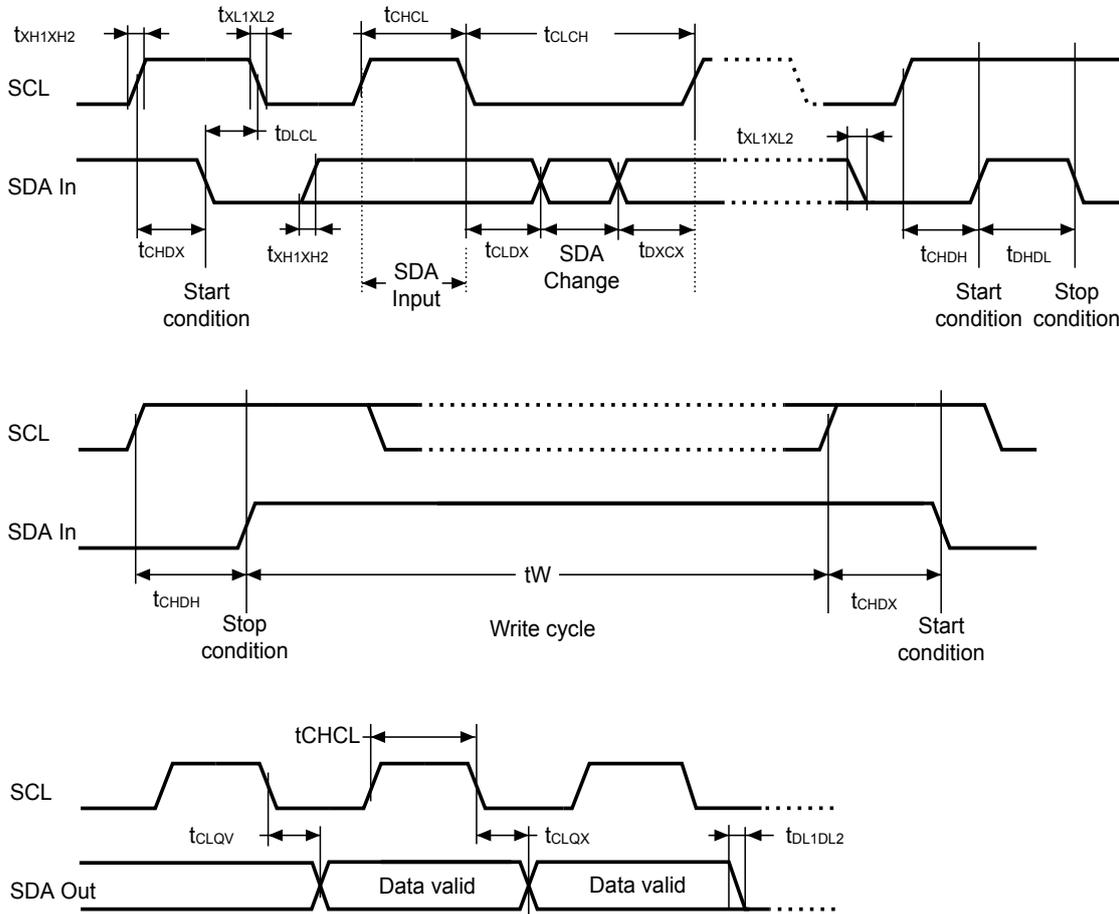 tXL1XL2
tCHCL
tXH1XH2
tCLCH
SCL
tDLCL
tXL1XL2
SDA In
tCHDX
tXH1XH2
tCLDX
SDA
Change
tDXCX
tCHDH
tDHDL
SDA
Input
Start
condition
Start
condition
Stop
condition
SCL
SDA In
tCHDH
tW
tCHDX
Stop
condition
Write cycle
Start
condition
tCHCL
SCL
tCLQV
tCLQX
tDL1DL2
SDA Out
Data valid
Data valid